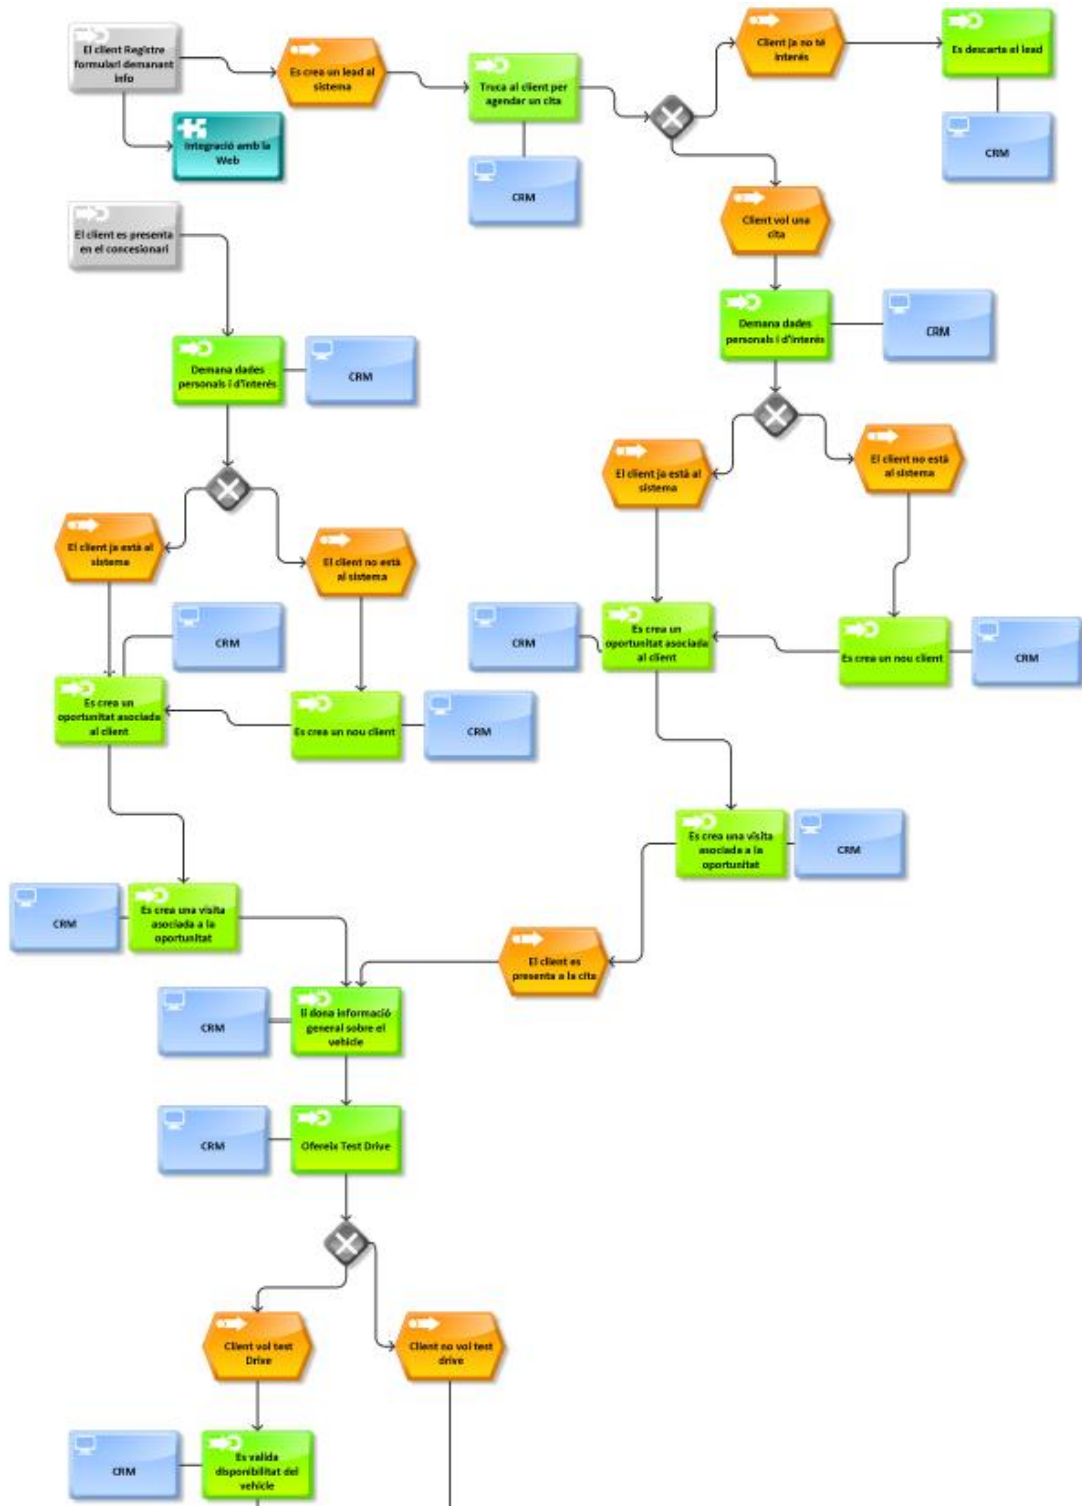 El client Registre
formulari demanant
info
Es crea un lead al
sistema
Truca al client per
agendar un cita
Client ja no té
interés
Es descarta el lead
Integració amb la
Web
CRM
CRM
El client es presenta
en el concesionari
Client vol una
cita
Demana dades
personals i d'interés
CRM
Demana dades
personals i d'interés
CRM
El client ja està al
sistema
El client no està
al sistema
El client ja està al
sistema
El client no està
al sistema
CRM
CRM
Es crea un
oportunitat asociada
al client
Es crea un nou client
CRM
Es crea un
oportunitat asociada
al client
Es crea un nou client
CRM
Es crea una visita
asociada a la
oportunitat
CRM
CRM
Es crea una visita
asociada a la
oportunitat
El client es
presenta a la cita
CRM
li dona informació
general sobre el
vehicle
CRM
Ofereix Test Drive
Client vol test
Drive
Client no vol test
drive
CRM
Es valida
disponibilitat del
vehicle